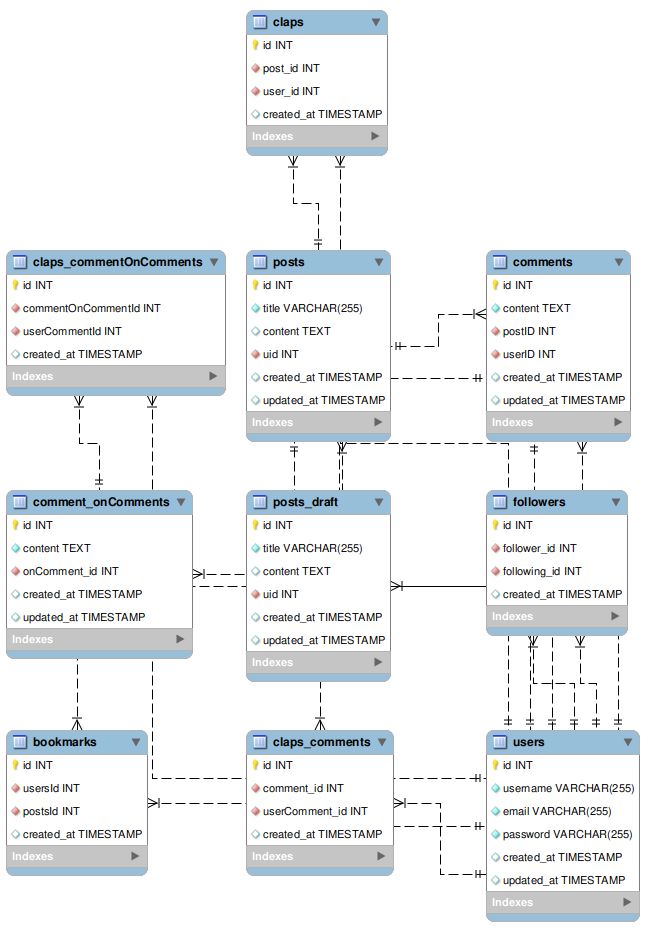 claps
id INT
post_id INT
user_id INT
created_at TIMESTAMP
Indexes
claps_commentOnComments
id INT
commentOnCommentId INT
userCommentId INT
created_at TIMESTAMP
Indexes
posts
id INT
title VARCHAR(255)
content TEXT
uid INT
created_at TIMESTAMP
updated_at TIMESTAMP
Indexes
comments
id INT
content TEXT
postID INT
userID INT
created_at TIMESTAMP
updated_at TIMESTAMP
Indexes
comment_onComments
id INT
content TEXT
onComment_id INT
created_at TIMESTAMP
updated_at TIMESTAMP
Indexes
posts_draft
id INT
title VARCHAR(255)
content TEXT
uid INT
created_at TIMESTAMP
updated_at TIMESTAMP
Indexes
followers
id INT
follower_id INT
following_id INT
created_at TIMESTAMP
Indexes
bookmarks
id INT
usersId INT
postsId INT
created_at TIMESTAMP
Indexes
claps_comments
id INT
comment_id INT
userComment_id INT
created_at TIMESTAMP
Indexes
users
id INT
username VARCHAR(255)
email VARCHAR(255)
password VARCHAR(255)
created_at TIMESTAMP
updated_at TIMESTAMP
Indexes